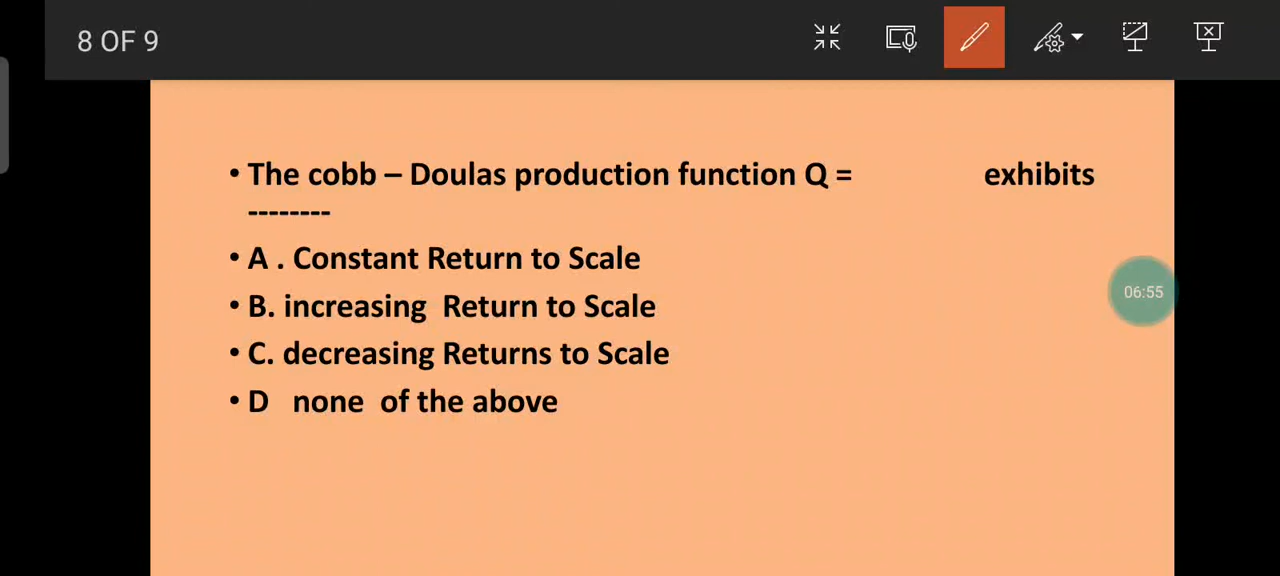 8 OF 9
• The cobb – Doulas production function Q = exhibits
--------
• A . Constant Return to Scale
• B. increasing Return to Scale
06:55
• C. decreasing Returns to Scale
• D none of the above